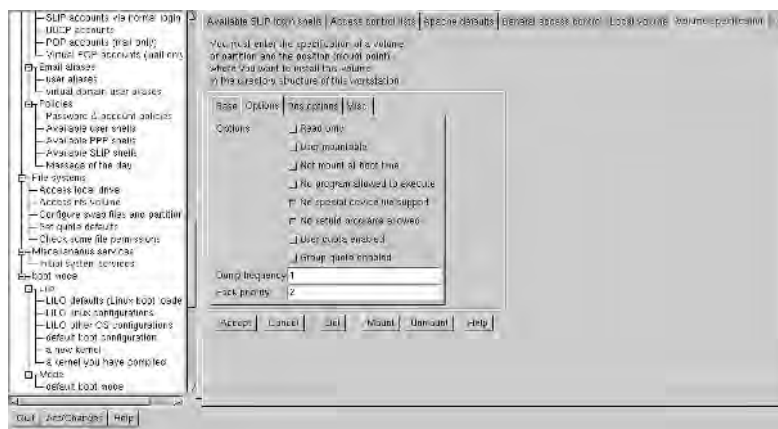 SLIP accounts via normal login
UUCP accounts
POP accounts (mail only)
Virtual POP accounts (mail only
Email aliases
user aliases
virtual domain user aliases
Policies
Password & account policies
Available user shells
Available PPP shells
Available SLIP shells
Message of the day
File systems
Access local drive
Access nfs volume
Configure swap files and partition
Set quota defaults
Check some file permissions
Miscellaneous services
Initial system services
boot mode
Lilo
LILO defaults (Linux boot loade
LILO linux configurations
LILO other OS configurations
default boot configuration
a new kernel
a kernel you have compiled
Mode
default boot mode
Quit
Act/Changes
Help
Available SLIP login shells
Access control lists
Apache defaults
General access control
Local volume
Volume specification
You must enter the specification of a volume
or partition and the position (mount point)
where you want to install this volume
in the directory structure of this workstation
Base
Options
Dos options
Misc.
Options
Read only
User mountable
Not mount at boot time
No program allowed to execute
No special device file support
No setuid programs allowed
User quota enabled
Group quota enabled
Dump frequency 1
Fsck priority 2
Accept
Cancel
Del
Mount
Unmount
Help